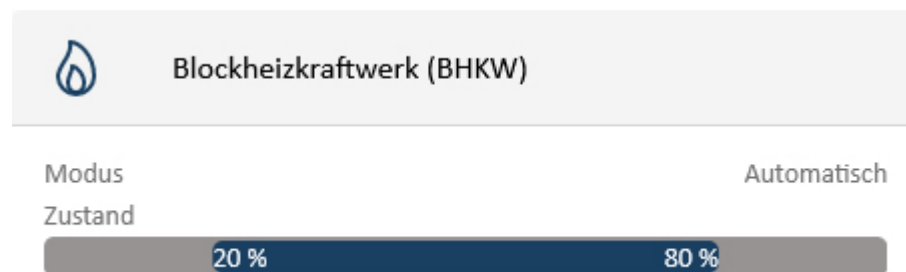 Blockheizkraftwerk (BHKW)
Modus Automatisch
Zustand
20 % 80 %